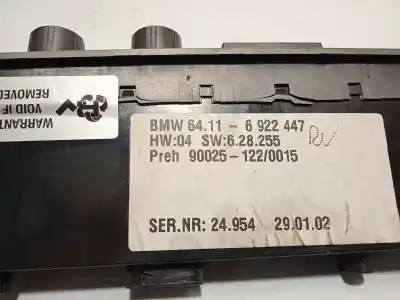 WARRANT
VOID IF
REMOVED
BMW 64.11 - 6 922 447
HW:04 SW:6.28.255
Preh 90025-122/0015
SER.NR: 24.954 29.01.02